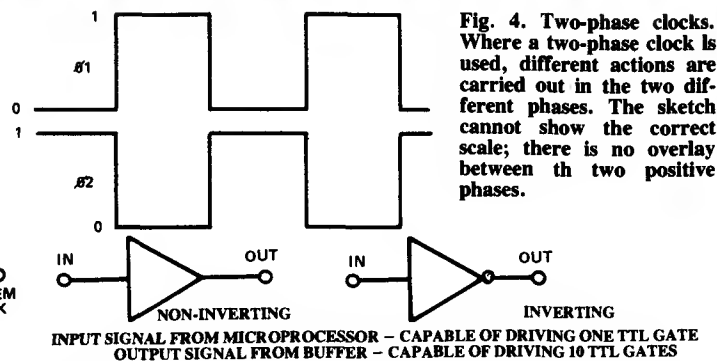 1
ø1
0
1
ø2
0
Fig. 4. Two-phase clocks.
Where a two-phase clock is
used, different actions are
carried out in the two dif-
ferent phases. The sketch
cannot show the correct
scale; there is no overlay
between th two positive
phases.
IN
OUT
NON-INVERTING
IN
OUT
INVERTING
INPUT SIGNAL FROM MICROPROCESSOR – CAPABLE OF DRIVING ONE TTL GATE
OUTPUT SIGNAL FROM BUFFER – CAPABLE OF DRIVING 10 TTL GATES